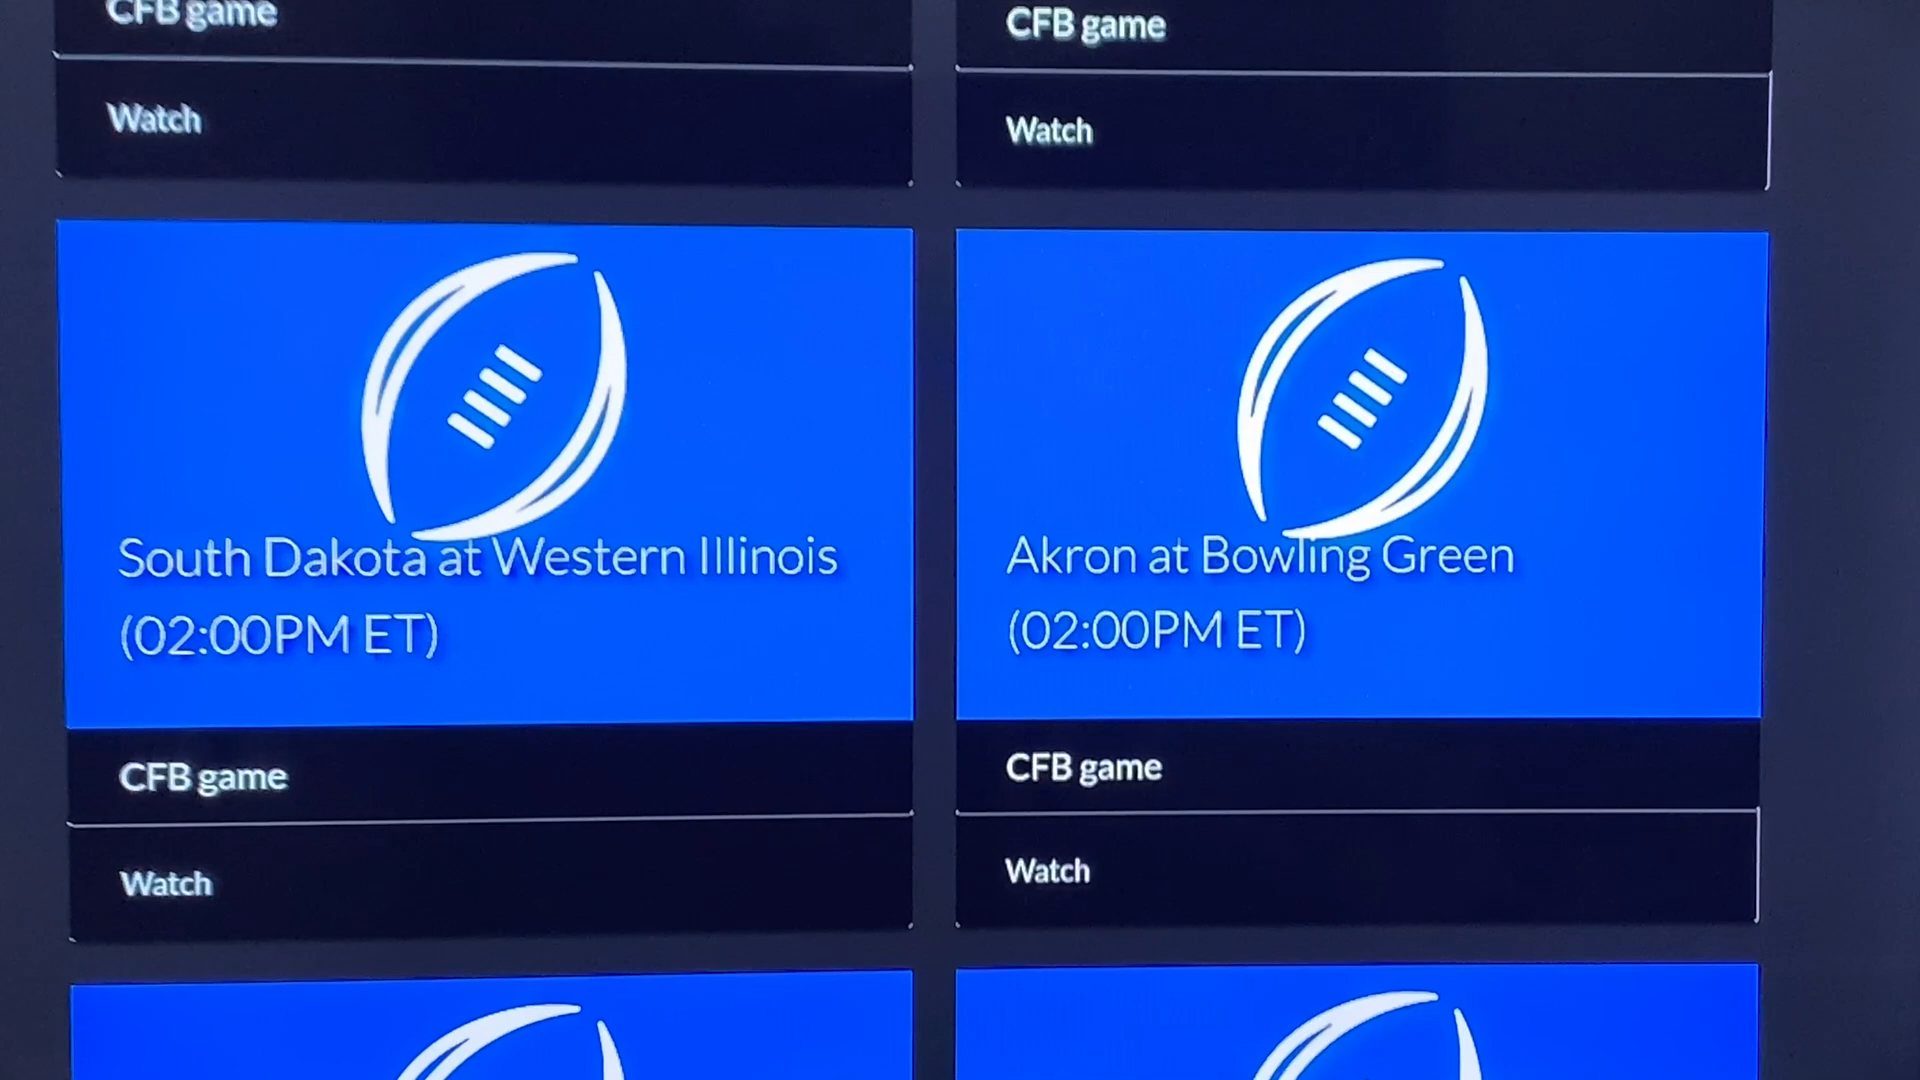 CFB game
CFB game
Watch
Watch
South Dakota at Western Illinois
(02:00PM ET)
Akron at Bowling Green
(02:00PM ET)
CFB game
CFB game
Watch
Watch